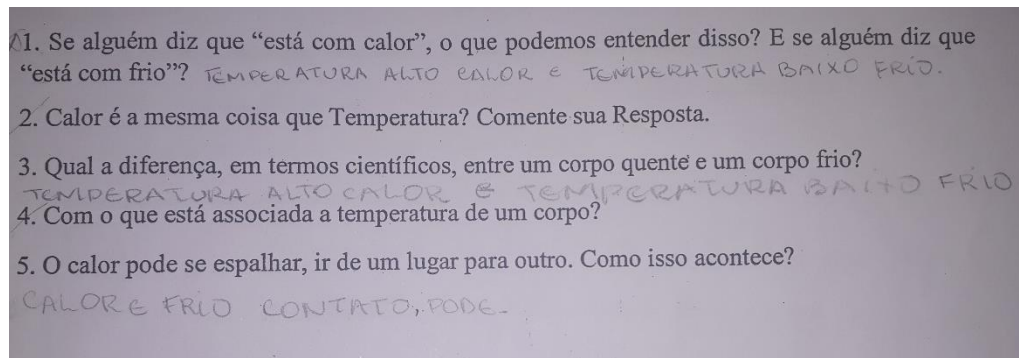 1. Se alguém diz que “está com calor”, o que podemos entender disso? E se alguém diz que
“está com frio”? TEMPERATURA ALTO CALOR E TEMPERATURA BAIXO FRIO.
2. Calor é a mesma coisa que Temperatura? Comente sua Resposta.
3. Qual a diferença, em termos científicos, entre um corpo quente e um corpo frio?
TEMPERATURA ALTO CALOR E TEMPERATURA BAIXO FRIO
4. Com o que está associada a temperatura de um corpo?
5. O calor pode se espalhar, ir de um lugar para outro. Como isso acontece?
CALOR E FRIO CONTATO, PODE.